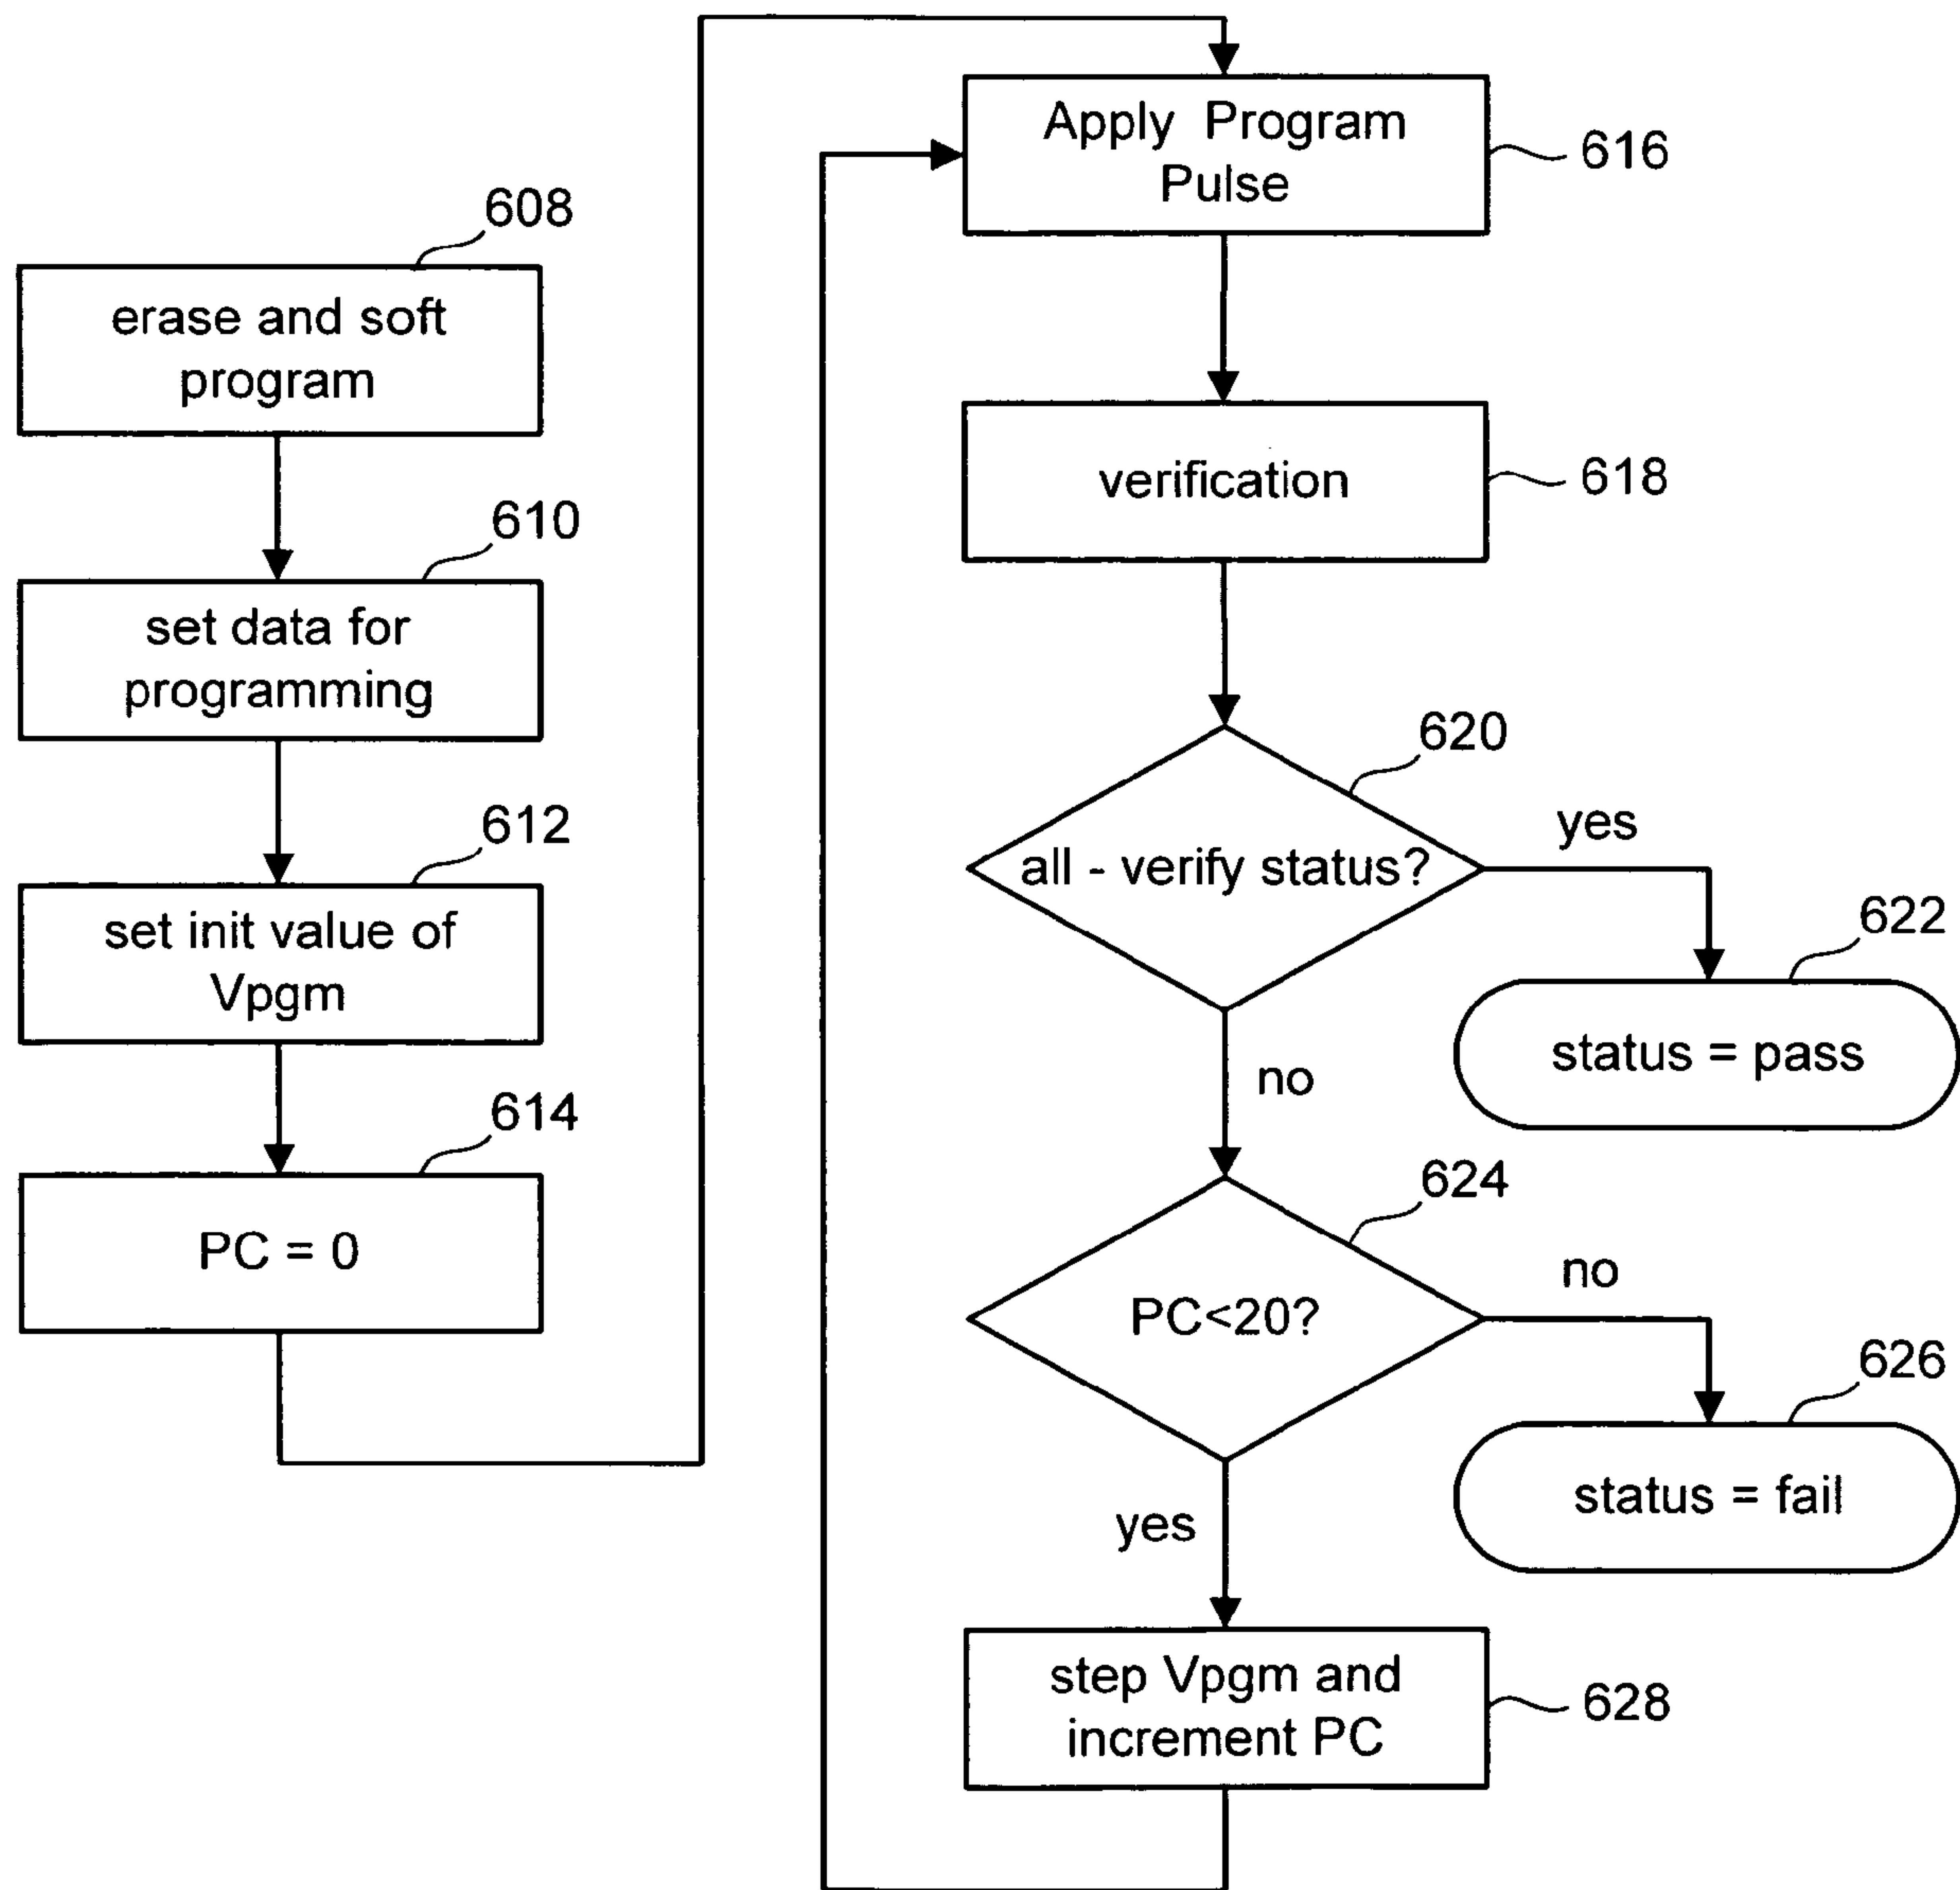 608
erase and soft
program
610
set data for
programming
612
set init value of
Vpgm
614
PC = 0
Apply Program
Pulse
616
verification
618
620
all - verify status?
yes
622
status = pass
no
624
PC<20?
no
626
status = fail
yes
step Vpgm and
increment PC
628